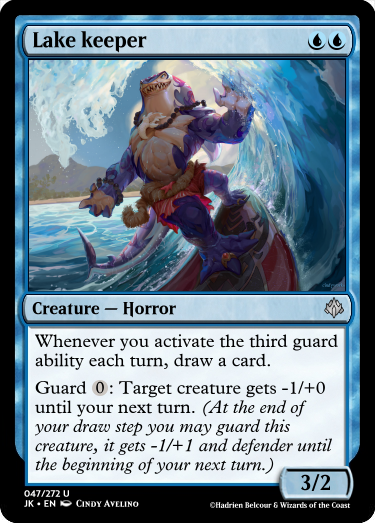 Lake keeper
Creature — Horror
Whenever you activate the third guard
ability each turn, draw a card.
Guard 0: Target creature gets -1/+0
until your next turn. (At the end of
your draw step you may guard this
creature, it gets -1/+1 and defender until
the beginning of your next turn.)
3/2
047/272 U
JK • EN Cindy Avelino
©Hadrien Belcour & Wizards of the Coast